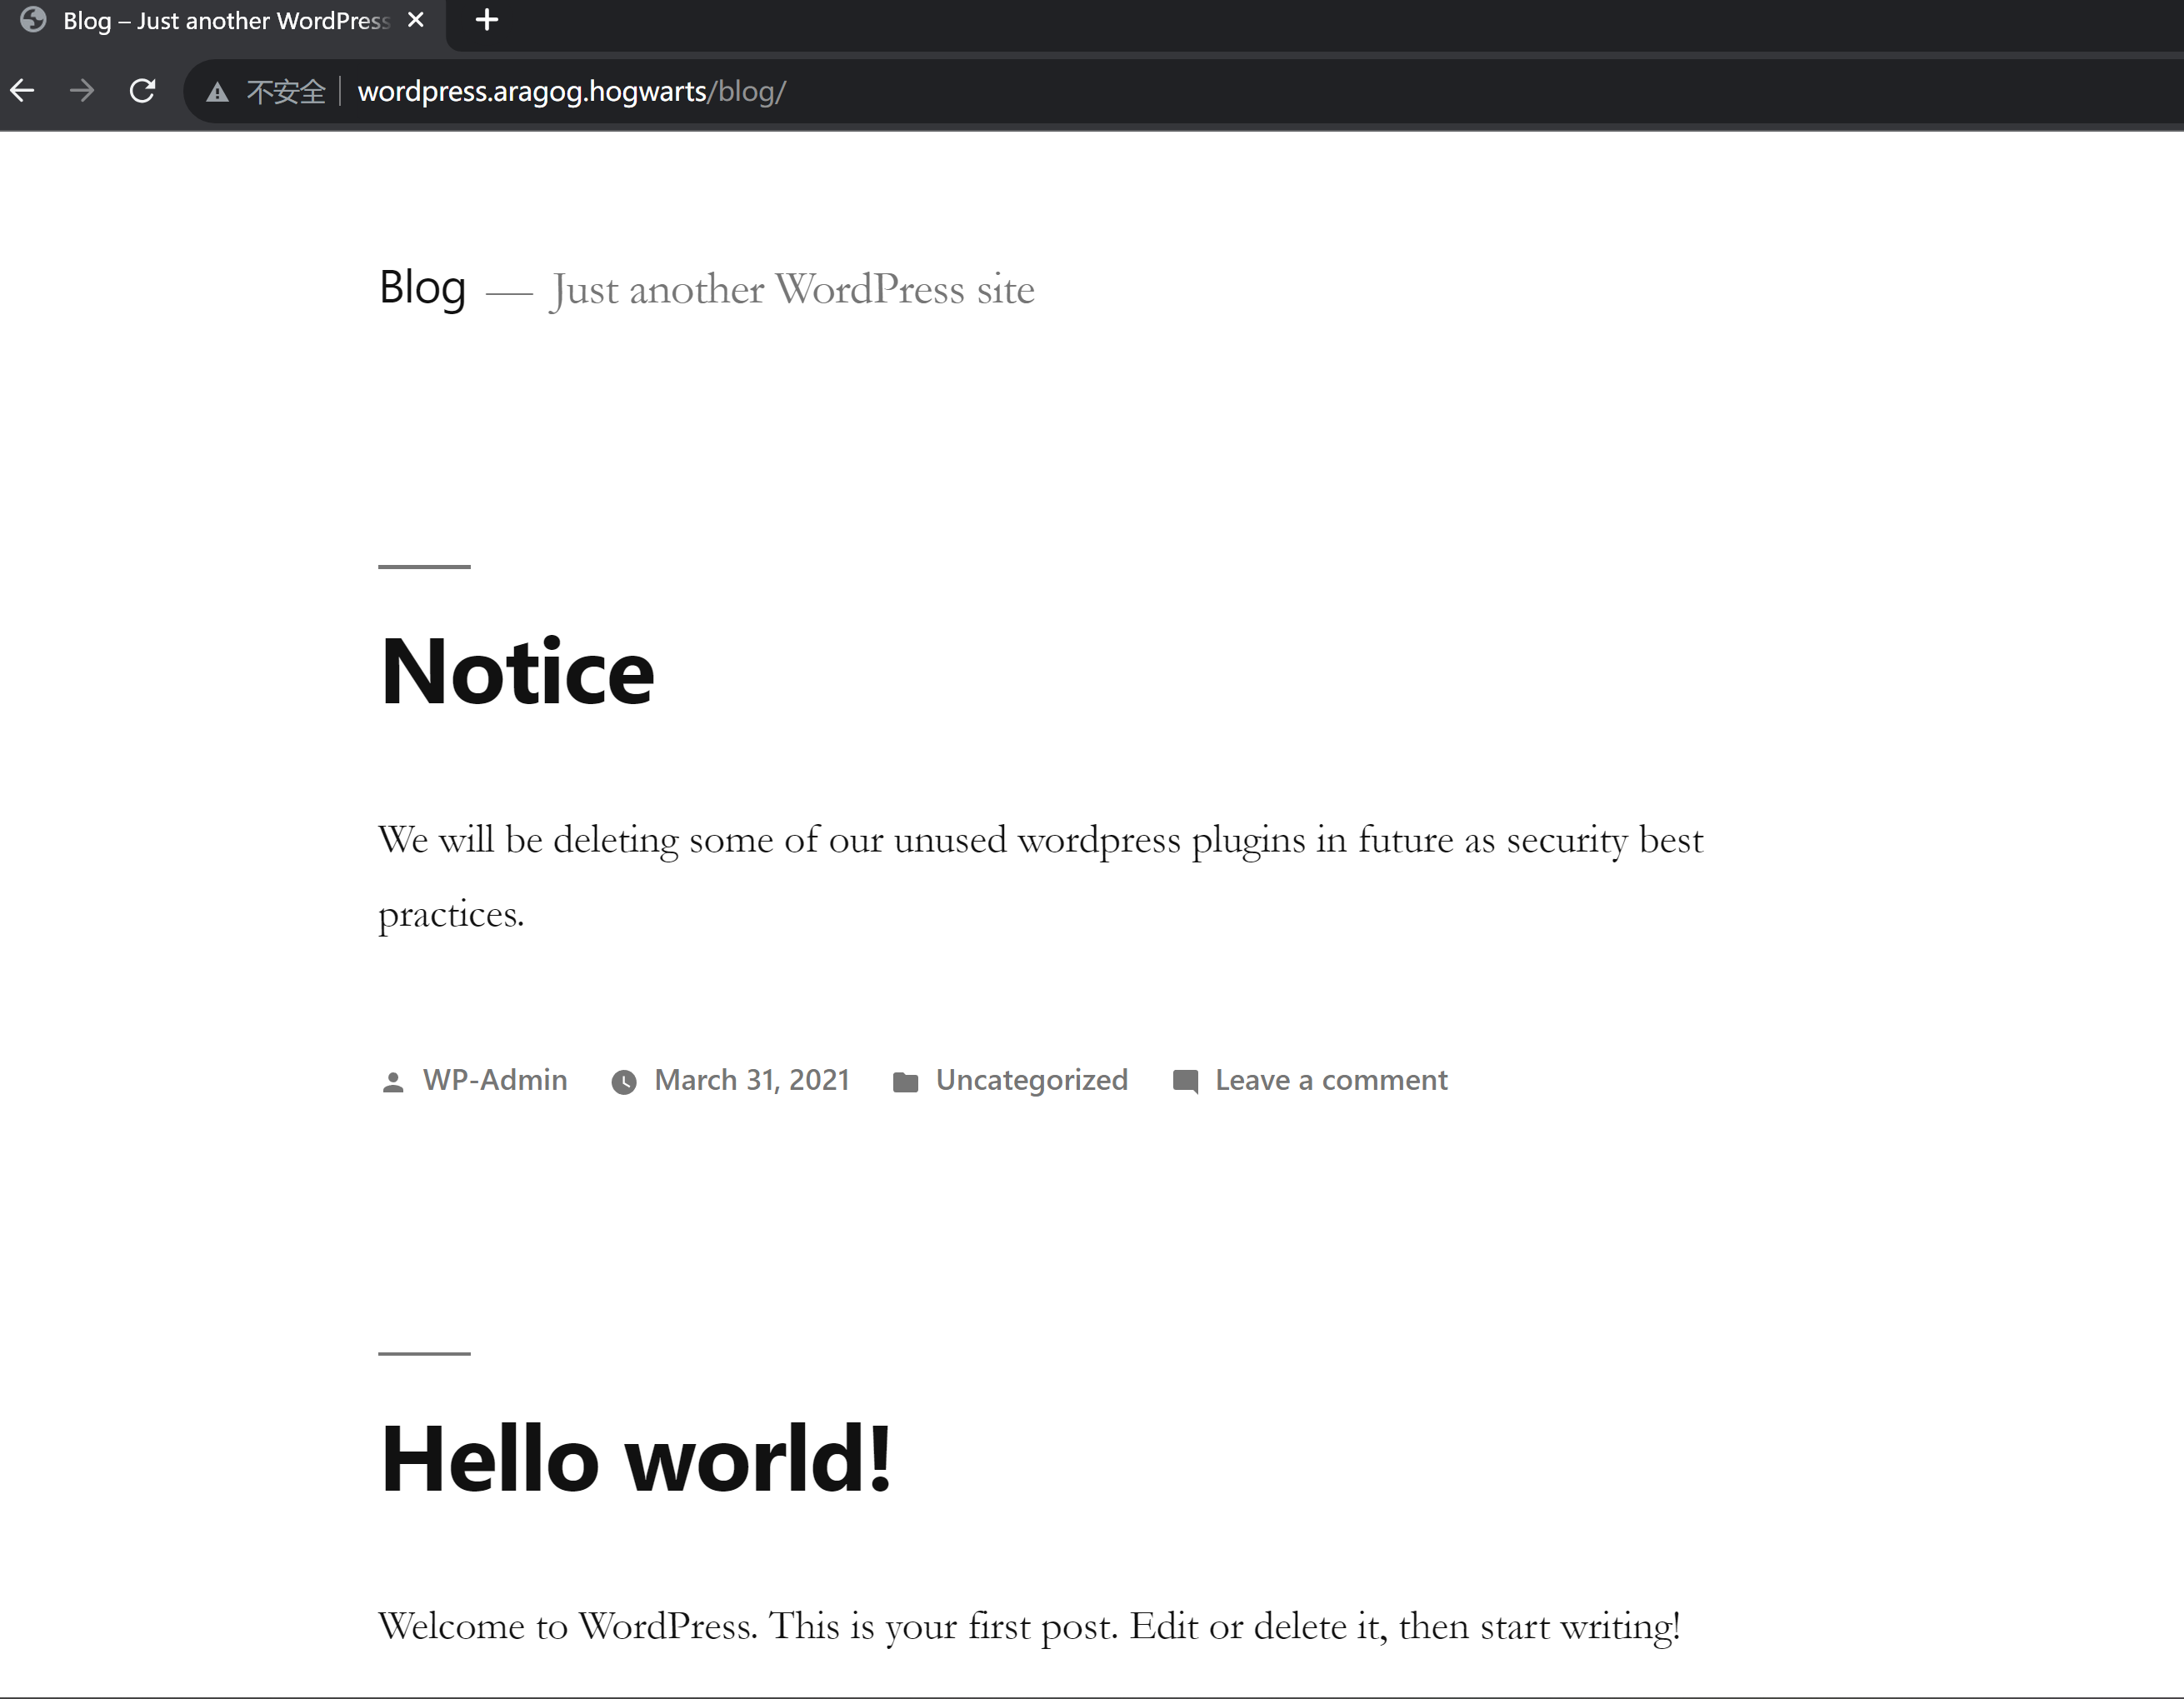 Blog – Just another WordPress
不安全 wordpress.aragog.hogwarts/blog/
Blog — Just another WordPress site
Notice
We will be deleting some of our unused wordpress plugins in future as security best
practices.
WP-Admin March 31, 2021 Uncategorized Leave a comment
Hello world!
Welcome to WordPress. This is your first post. Edit or delete it, then start writing!